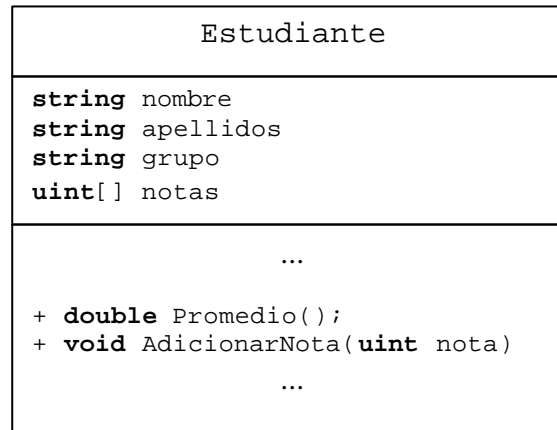 Estudiante
string nombre
string apellidos
string grupo
uint[] notas
…
+ double Promedio();
+ void AdicionarNota(uint nota)
…